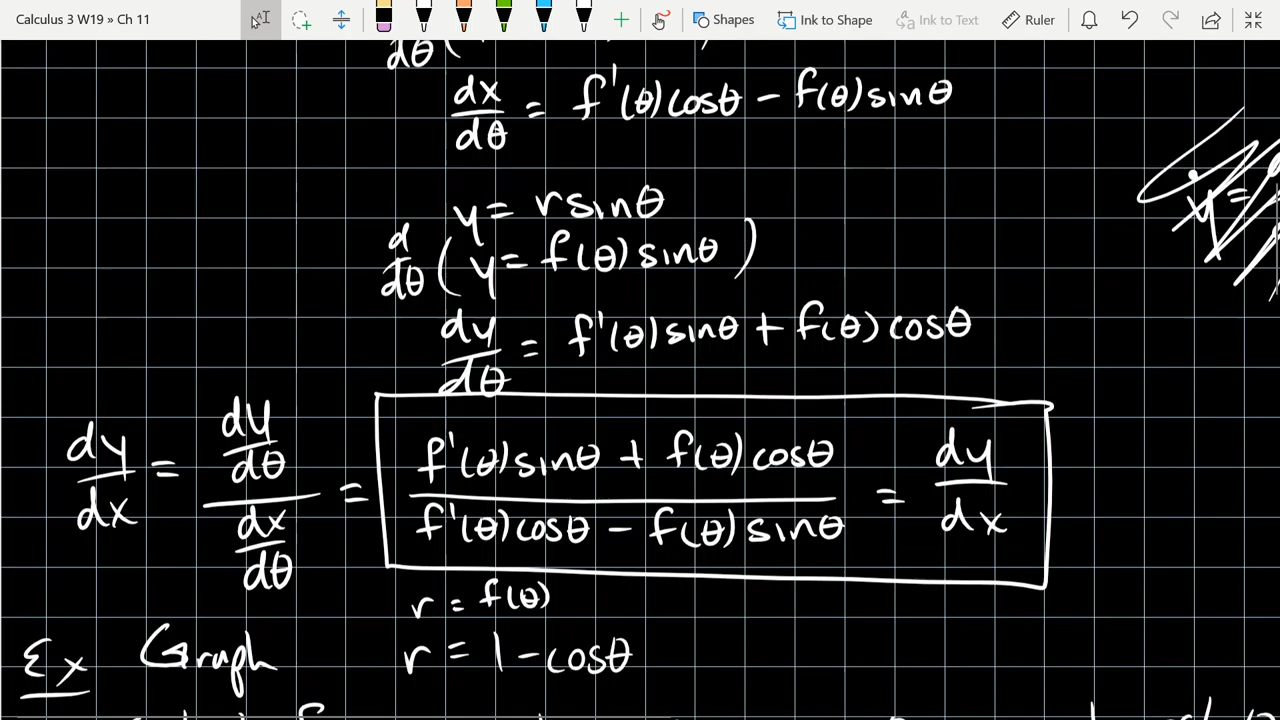 Calculus 3 W19 » Ch 11
Shapes
Ink to Shape
Ink to Text
Ruler
dθ (
dx/dθ = f'(θ)cosθ - f(θ)sinθ
y = r sinθ
d/dθ ( y = f(θ) sinθ )
dy/dθ = f'(θ)sinθ + f(θ)cosθ
dy/dx = (dy/dθ)/(dx/dθ) = (f'(θ)sinθ + f(θ)cosθ)/(f'(θ)cosθ - f(θ)sinθ) = dy/dx
r = f(θ)
Ex Graph r = 1 - cosθ